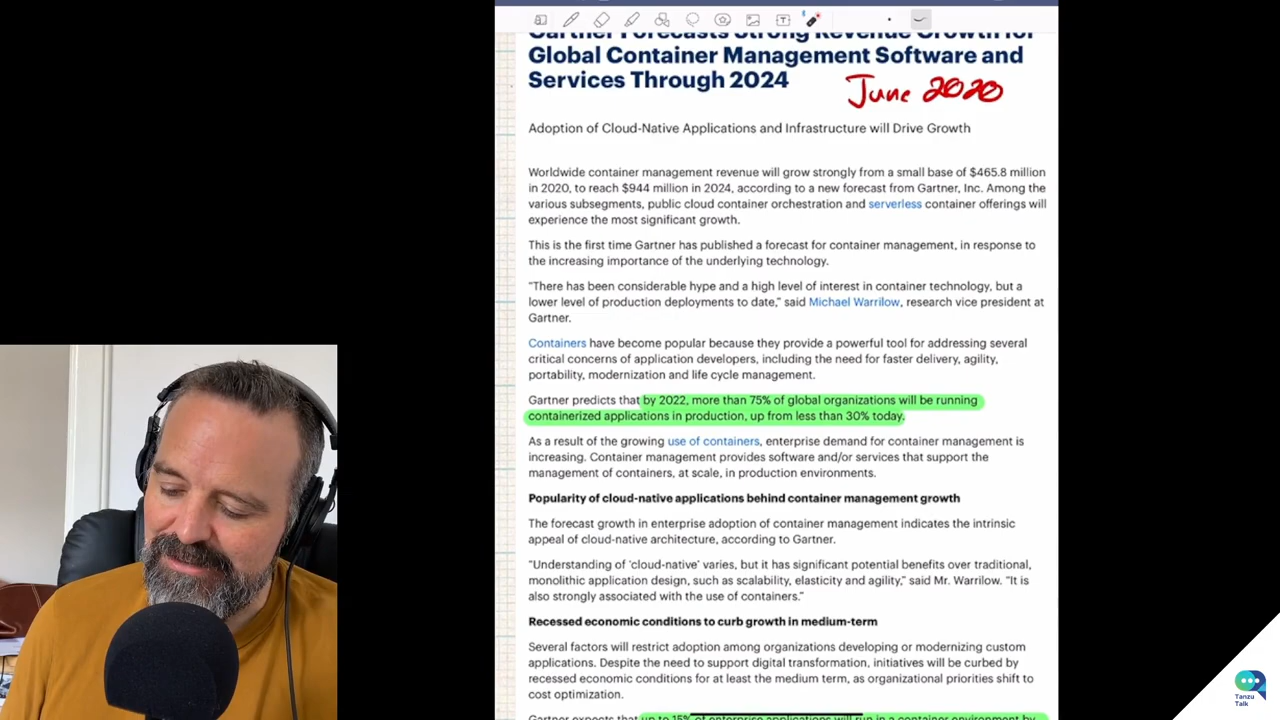 Gartner Forecasts Strong Revenue Growth for
Global Container Management Software and
Services Through 2024
June 2020
Adoption of Cloud-Native Applications and Infrastructure will Drive Growth
Worldwide container management revenue will grow strongly from a small base of $465.8 million
in 2020, to reach $944 million in 2024, according to a new forecast from Gartner, Inc. Among the
various subsegments, public cloud container orchestration and serverless container offerings will
experience the most significant growth.
This is the first time Gartner has published a forecast for container management, in response to
the increasing importance of the underlying technology.
“There has been considerable hype and a high level of interest in container technology, but a
lower level of production deployments to date,” said Michael Warrilow, research vice president at
Gartner.
Containers have become popular because they provide a powerful tool for addressing several
critical concerns of application developers, including the need for faster delivery, agility,
portability, modernization and life cycle management.
Gartner predicts that by 2022, more than 75% of global organizations will be running
containerized applications in production, up from less than 30% today.
As a result of the growing use of containers, enterprise demand for container management is
increasing. Container management provides software and/or services that support the
management of containers, at scale, in production environments.
Popularity of cloud-native applications behind container management growth
The forecast growth in enterprise adoption of container management indicates the intrinsic
appeal of cloud-native architecture, according to Gartner.
“Understanding of ‘cloud-native’ varies, but it has significant potential benefits over traditional,
monolithic application design, such as scalability, elasticity and agility,” said Mr. Warrilow. “It is
also strongly associated with the use of containers.”
Recessed economic conditions to curb growth in medium-term
Several factors will restrict adoption among organizations developing or modernizing custom
applications. Despite the need to support digital transformation, initiatives will be curbed by
recessed economic conditions for at least the medium term, as organizational priorities shift to
cost optimization.
Gartner expects that up to 15% of enterprise applications will run in a container environment by
Tanzu
Talk